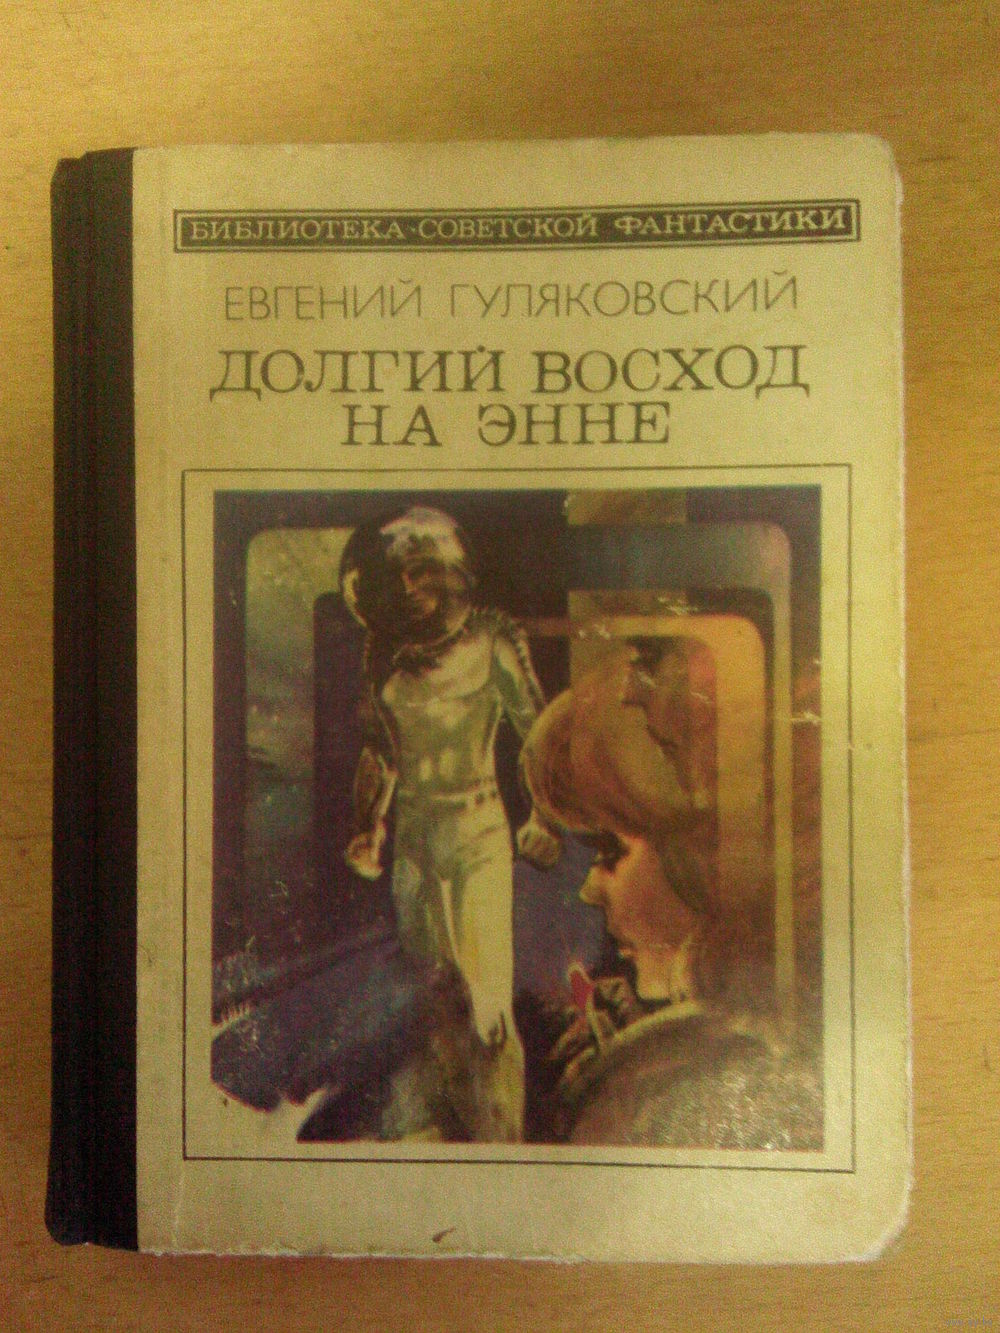 БИБЛИОТЕКА·СОВЕТСКОЙ ФАНТАСТИКИ
ЕВГЕНИЙ ГУЛЯКОВСКИЙ
ДОЛГИЙ ВОСХОД
НА ЭННЕ